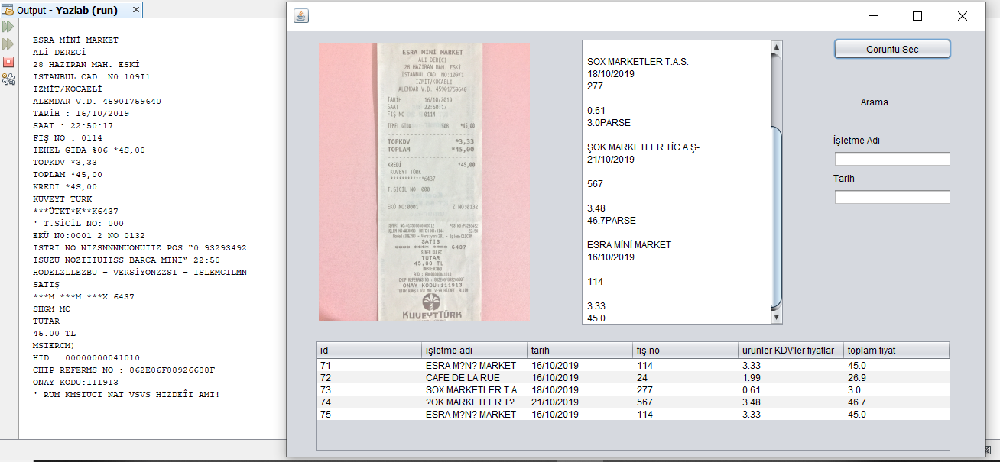 Output - Yazlab (run)
ESRA MİNİ MARKET
ALİ DERECİ
28 HAZIRAN MAH. ESKİ
İSTANBUL CAD. N0:109I1
IZMİT/KOCAELİ
ALEMDAR V.D. 45901759640
TARİH : 16/10/2019
SAAT : 22:50:17
FIŞ NO : 0114
IEHEL GIDA %06 *4S,00
TOPKDV *3,33
TOPLAM *45,00
KREDİ *4S,00
KUVEYT TÜRK
***ÜTKT*K**K6437
' T.SİCİL NO: 000
EKÜ N0:0001 2 NO 0132
İSTRİ NO NIZSNNNNUONUIIZ POS “0:93293492
ISUZU NOZIIIUIISS BARCA MINI“ 22:50
HODELZLLEZBU – VERSİYONZZSI – ISLEMCILMN
SATIŞ
***M ***M ***X 6437
SHGM MC
TUTAR
45.00 TL
MSIERCM)
HID : 00000000041010
CHIP REFERMS NO : 862E06F88926688F
ONAY KODU:111913
' RUM KMSIUCI NAT VSVS HIZDEÎI AMI!
ESRA MİNİ MARKET
ALİ DERECİ
28 HAZIRAN MAH. ESKİ
İSTANBUL CAD. NO:109/1
IZMİT/KOCAELİ
ALEMDAR V.D. 45901759640
TARİH : 16/10/2019
SAAT : 22:50:17
FIŞ NO : 0114
TEMEL GIDA %08 *45,00
TOPKDV *3,33
TOPLAM *45,00
KREDİ *45,00
KUVEYT TÜRK
************6437
T.SİCİL NO: 000
EKÜ NO:0001 Z NO:0132
SATIŞ
**** **** **** 6437
TUTAR
45,00 TL
MASTERCARD
ONAY KODU:111913
KUVEYTTÜRK
SOX MARKETLER T.A.S.
18/10/2019
277
0.61
3.0PARSE
ŞOK MARKETLER TİC.A.Ş-
21/10/2019
567
3.48
46.7PARSE
ESRA MİNİ MARKET
16/10/2019
114
3.33
45.0
Goruntu Sec
Arama
İşletme Adı
Tarih
id işletme adı tarih fiş no ürünler KDV'ler fiyatlar toplam fiyat
71 ESRA M?N? MARKET 16/10/2019 114 3.33 45.0
72 CAFE DE LA RUE 16/10/2019 24 1.99 26.9
73 SOX MARKETLER T.A... 18/10/2019 277 0.61 3.0
74 ?OK MARKETLER T?... 21/10/2019 567 3.48 46.7
75 ESRA M?N? MARKET 16/10/2019 114 3.33 45.0